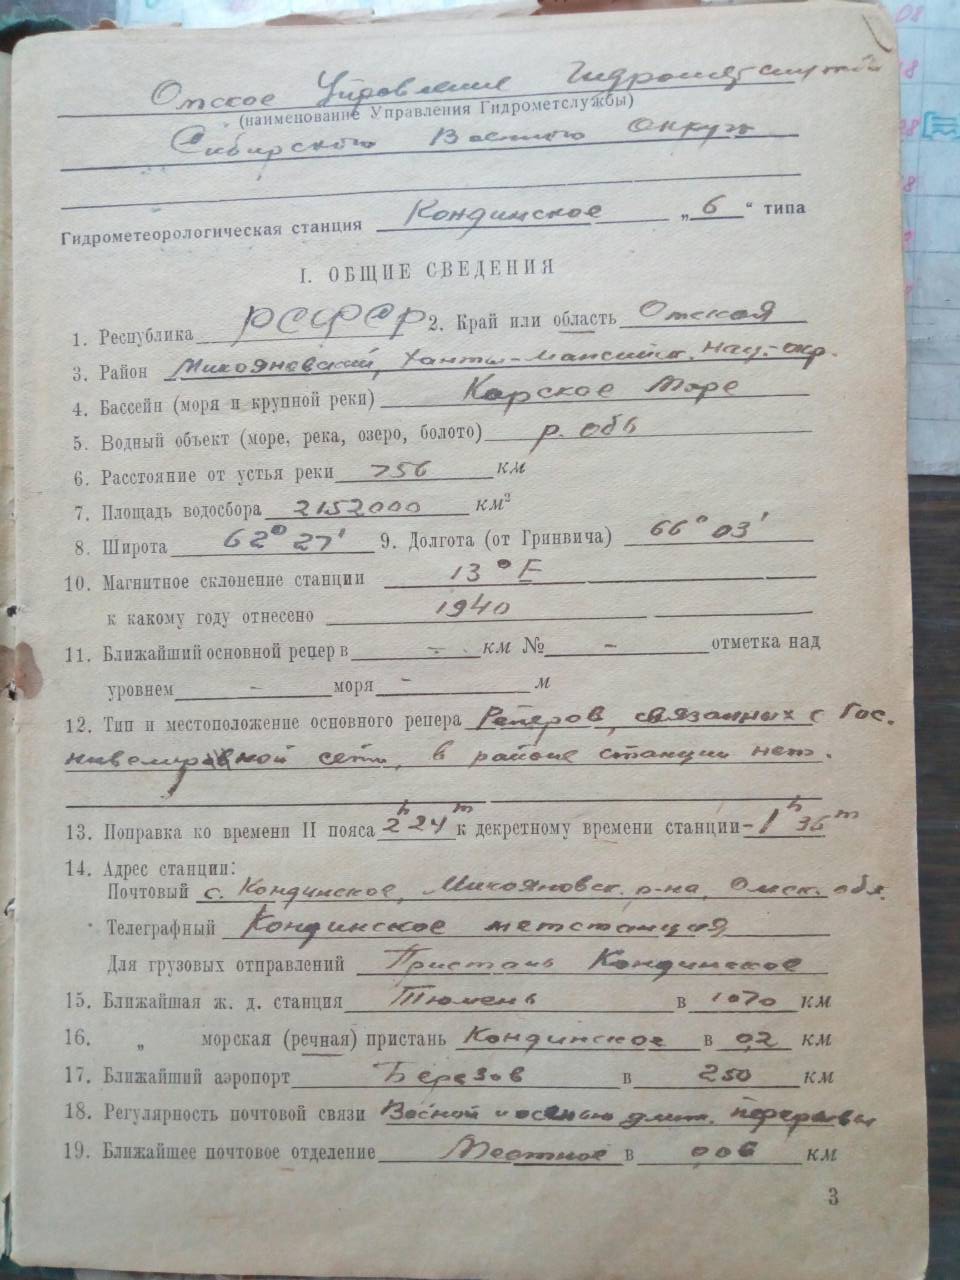 Омское Управление Гидрометслужбы
(наименование Управления Гидрометслужбы)
Сибирского Военного Округа
Гидрометеорологическая станция Кондинское „6“ типа
I. ОБЩИЕ СВЕДЕНИЯ
1. Республика РСФСР 2. Край или область Омская
3. Район Микояновский, Ханты-Мансийск. нац. окр.
4. Бассейн (моря и крупной реки) Карское Море
5. Водный объект (море, река, озеро, болото) р. Обь
6. Расстояние от устья реки 756 км
7. Площадь водосбора 2152000 км²
8. Широта 62° 27' 9. Долгота (от Гринвича) 66° 03'
10. Магнитное склонение станции 13° E
к какому году отнесено 1940
11. Ближайший основной репер в - км № - отметка над
уровнем - моря - м
12. Тип и местоположение основного репера Реперов, связанных с Гос.
нивелировкой сети, в районе станции нет.
13. Поправка ко времени II пояса 2h 24m к декретному времени станции -1h 36m
14. Адрес станции:
Почтовый с. Кондинское, Микояновск. р-на, Омск. обл.
Телеграфный Кондинское метстанция
Для грузовых отправлений Пристань Кондинское
15. Ближайшая ж. д. станция Тюмень в 1070 км
16. „ морская (речная) пристань Кондинское в 0,2 км
17. Ближайший аэропорт Березов в 250 км
18. Регулярность почтовой связи Весной и осенью длит. перерывы
19. Ближайшее почтовое отделение Местное в 0,06 км
3